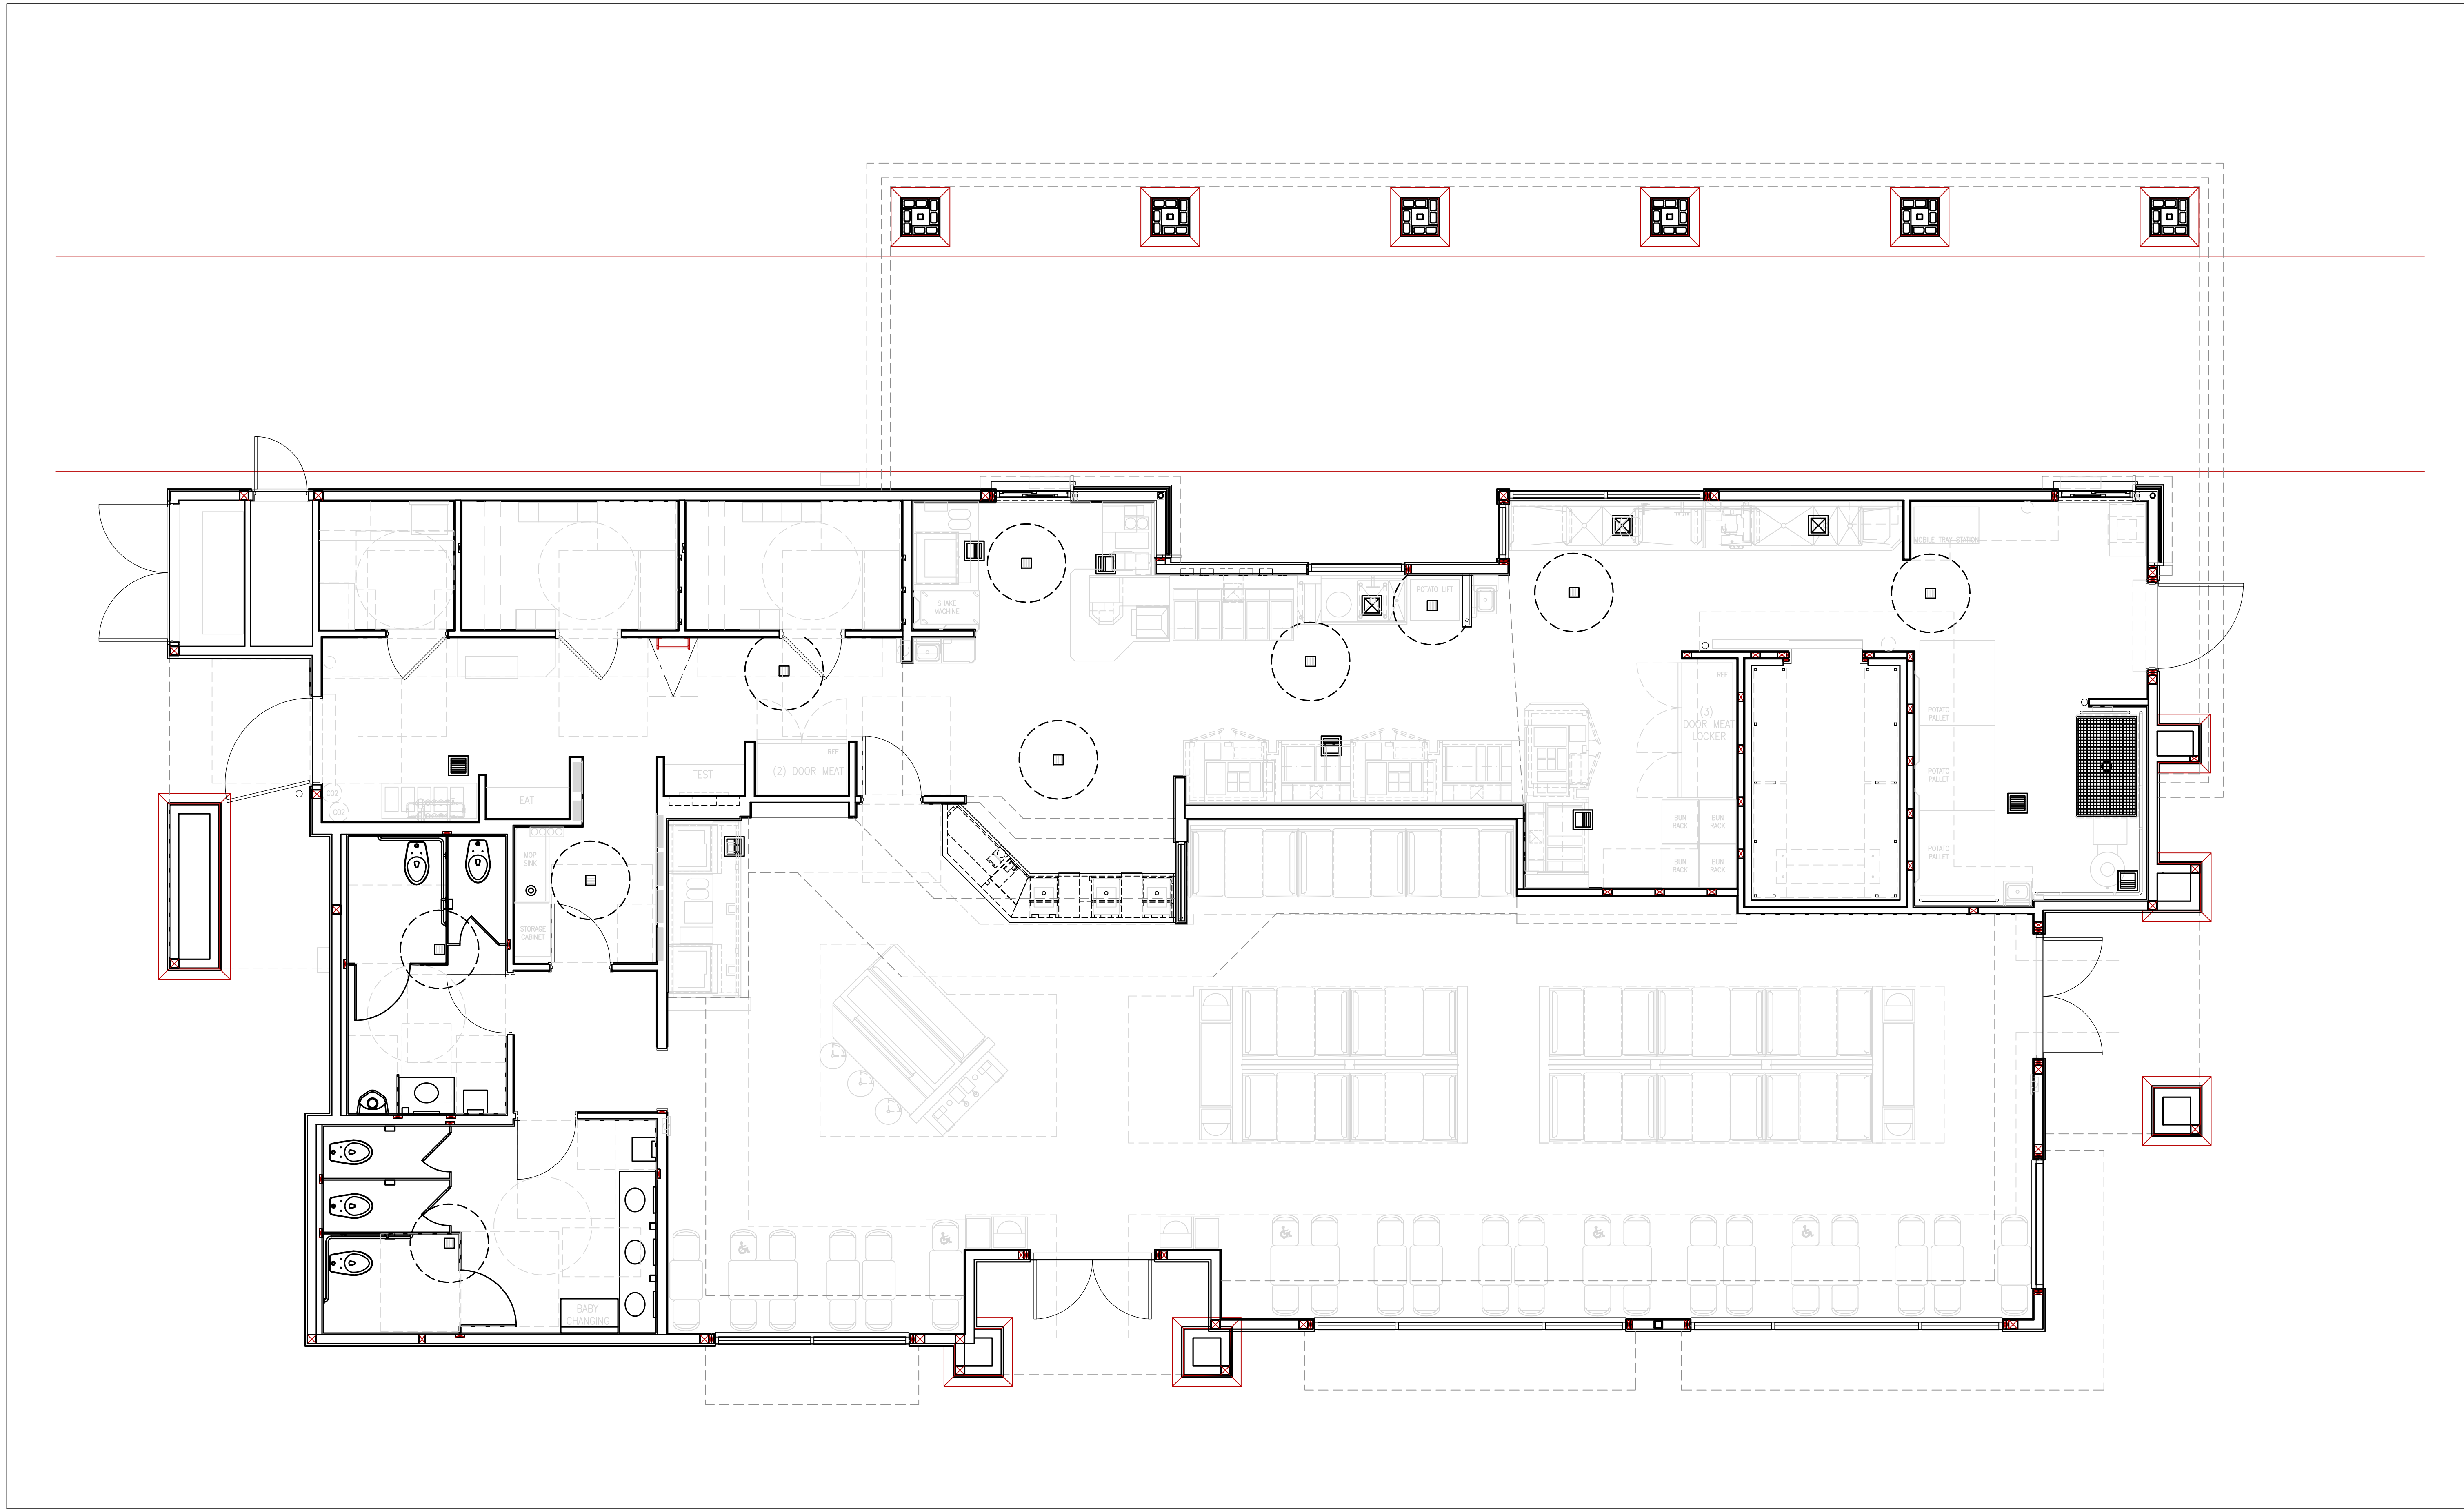 MOBILE TRAY STATION
SHAKE
MACHINE
POTATO LIFT
REF
(3)
DOOR MEAT
LOCKER
POTATO
PALLET
POTATO
PALLET
POTATO
PALLET
REF
(2) DOOR MEAT
TEST
EAT
CO2
CO2
BUN
RACK
BUN
RACK
BUN
RACK
BUN
RACK
MOP
SINK
STORAGE
CABINET
BABY
CHANGING